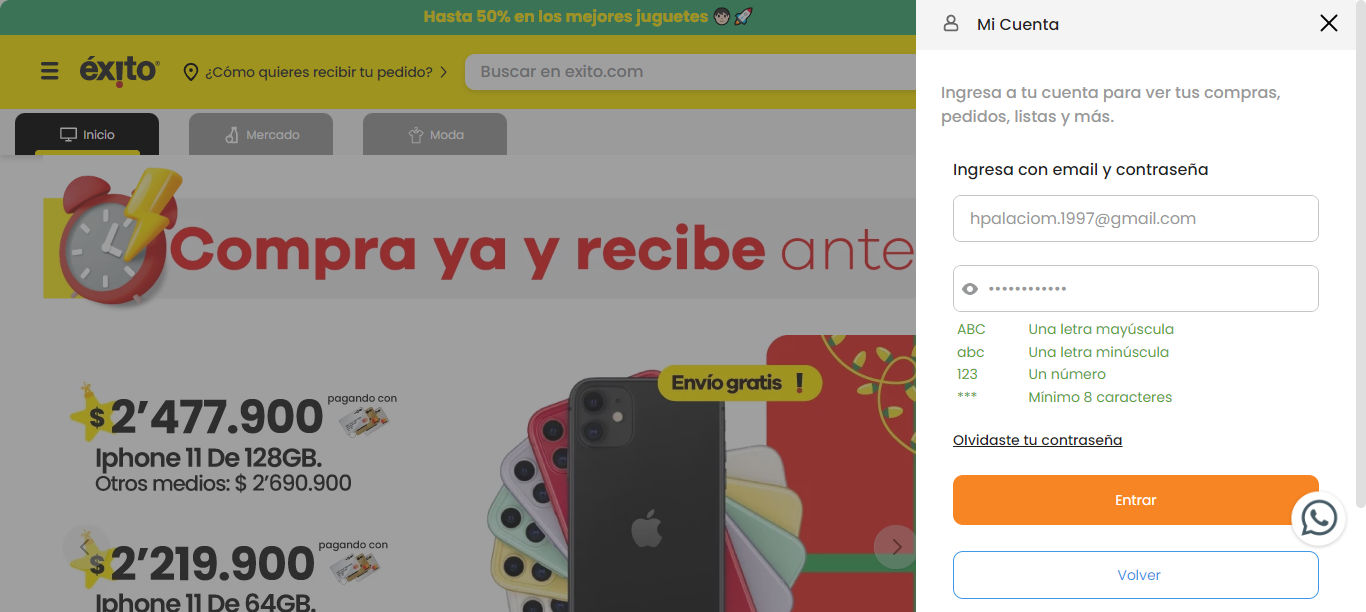 Hasta 50% en los mejores juguetes
éxito
¿Cómo quieres recibir tu pedido?
Buscar en exito.com
Inicio
Mercado
Moda
Compra ya y recibe ante
Envío gratis !
$2'477.900
pagando con
Iphone 11 De 128GB.
Otros medios: $ 2'690.900
$2'219.900
pagando con
Iphone 11 De 64GB.
Mi Cuenta
Ingresa a tu cuenta para ver tus compras,
pedidos, listas y más.
Ingresa con email y contraseña
hpalaciom.1997@gmail.com
••••••••••••
ABC Una letra mayúscula
abc Una letra minúscula
123 Un número
*** Mínimo 8 caracteres
Olvidaste tu contraseña
Entrar
Volver